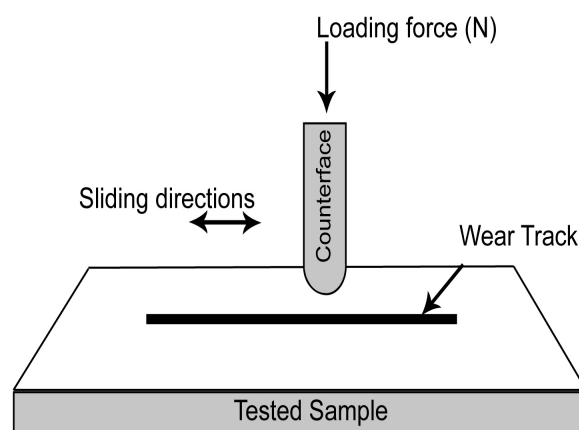 Loading force (N)
Counterface
Sliding directions
Wear Track
Tested Sample